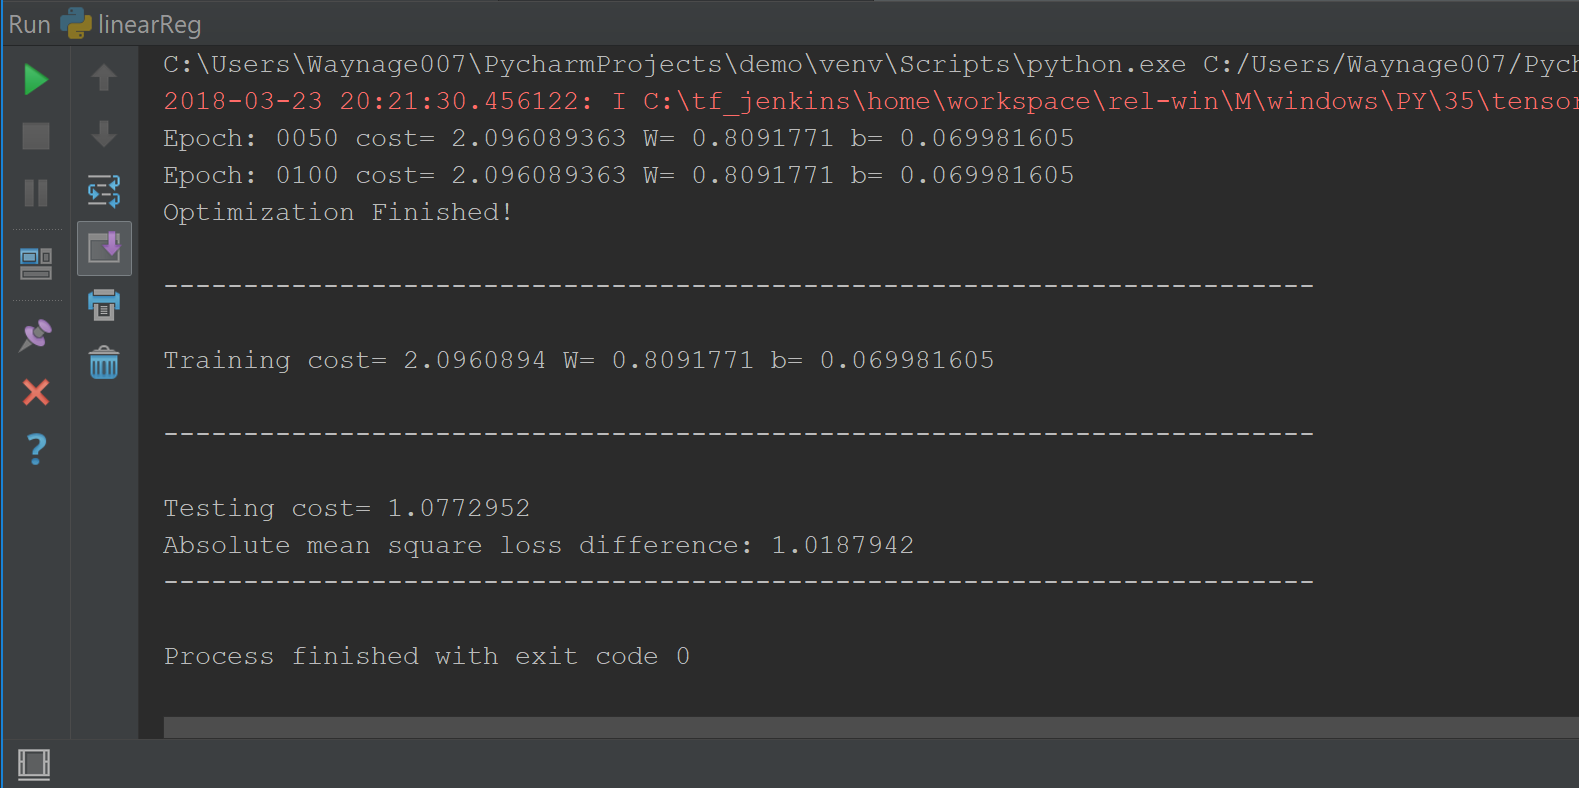 Run linearReg
C:\Users\Waynage007\PycharmProjects\demo\venv\Scripts\python.exe C:/Users/Waynage007/Pych
2018-03-23 20:21:30.456122: I C:\tf_jenkins\home\workspace\rel-win\M\windows\PY\35\tensor
Epoch: 0050 cost= 2.096089363 W= 0.8091771 b= 0.069981605
Epoch: 0100 cost= 2.096089363 W= 0.8091771 b= 0.069981605
Optimization Finished!
------------------------------------------------------------------------
Training cost= 2.0960894 W= 0.8091771 b= 0.069981605
------------------------------------------------------------------------
Testing cost= 1.0772952
Absolute mean square loss difference: 1.0187942
------------------------------------------------------------------------
Process finished with exit code 0